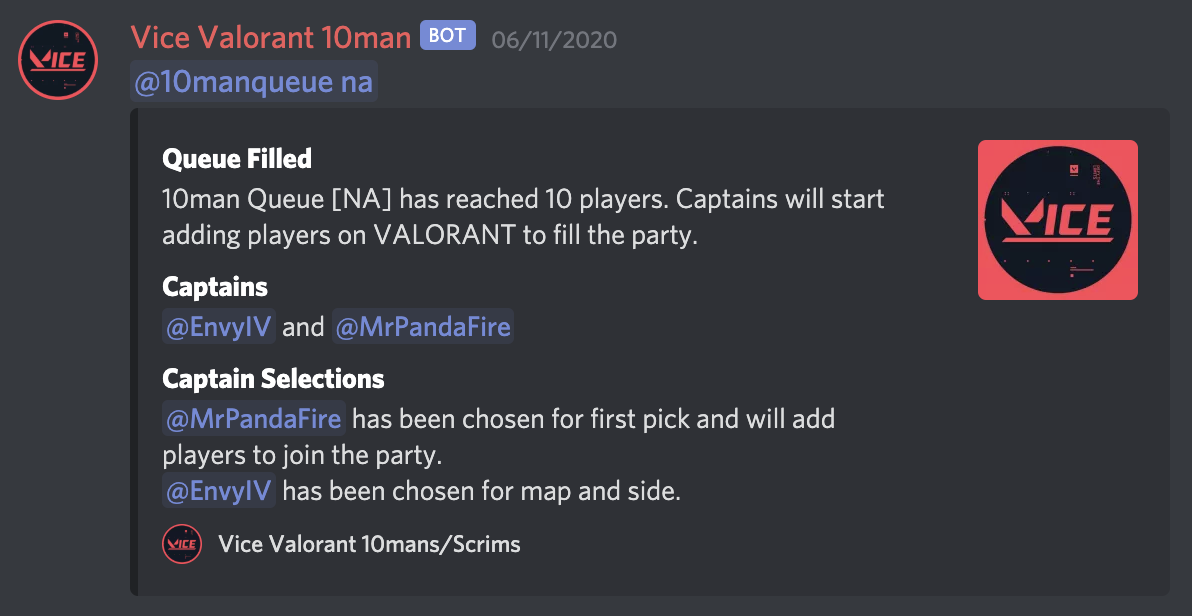 VICE
Vice Valorant 10man BOT 06/11/2020
@10manqueue na
Queue Filled
10man Queue [NA] has reached 10 players. Captains will start
adding players on VALORANT to fill the party.
VICE
Captains
@EnvyIV and @MrPandaFire
Captain Selections
@MrPandaFire has been chosen for first pick and will add
players to join the party.
@EnvyIV has been chosen for map and side.
VICE Vice Valorant 10mans/Scrims